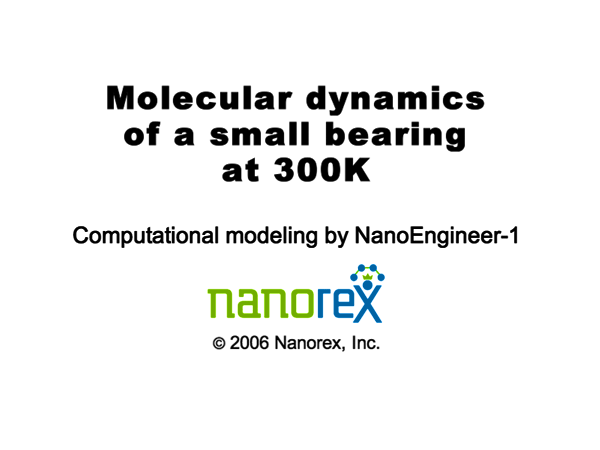 Molecular dynamics
of a small bearing
at 300K
Computational modeling by NanoEngineer-1
nanorex
© 2006 Nanorex, Inc.